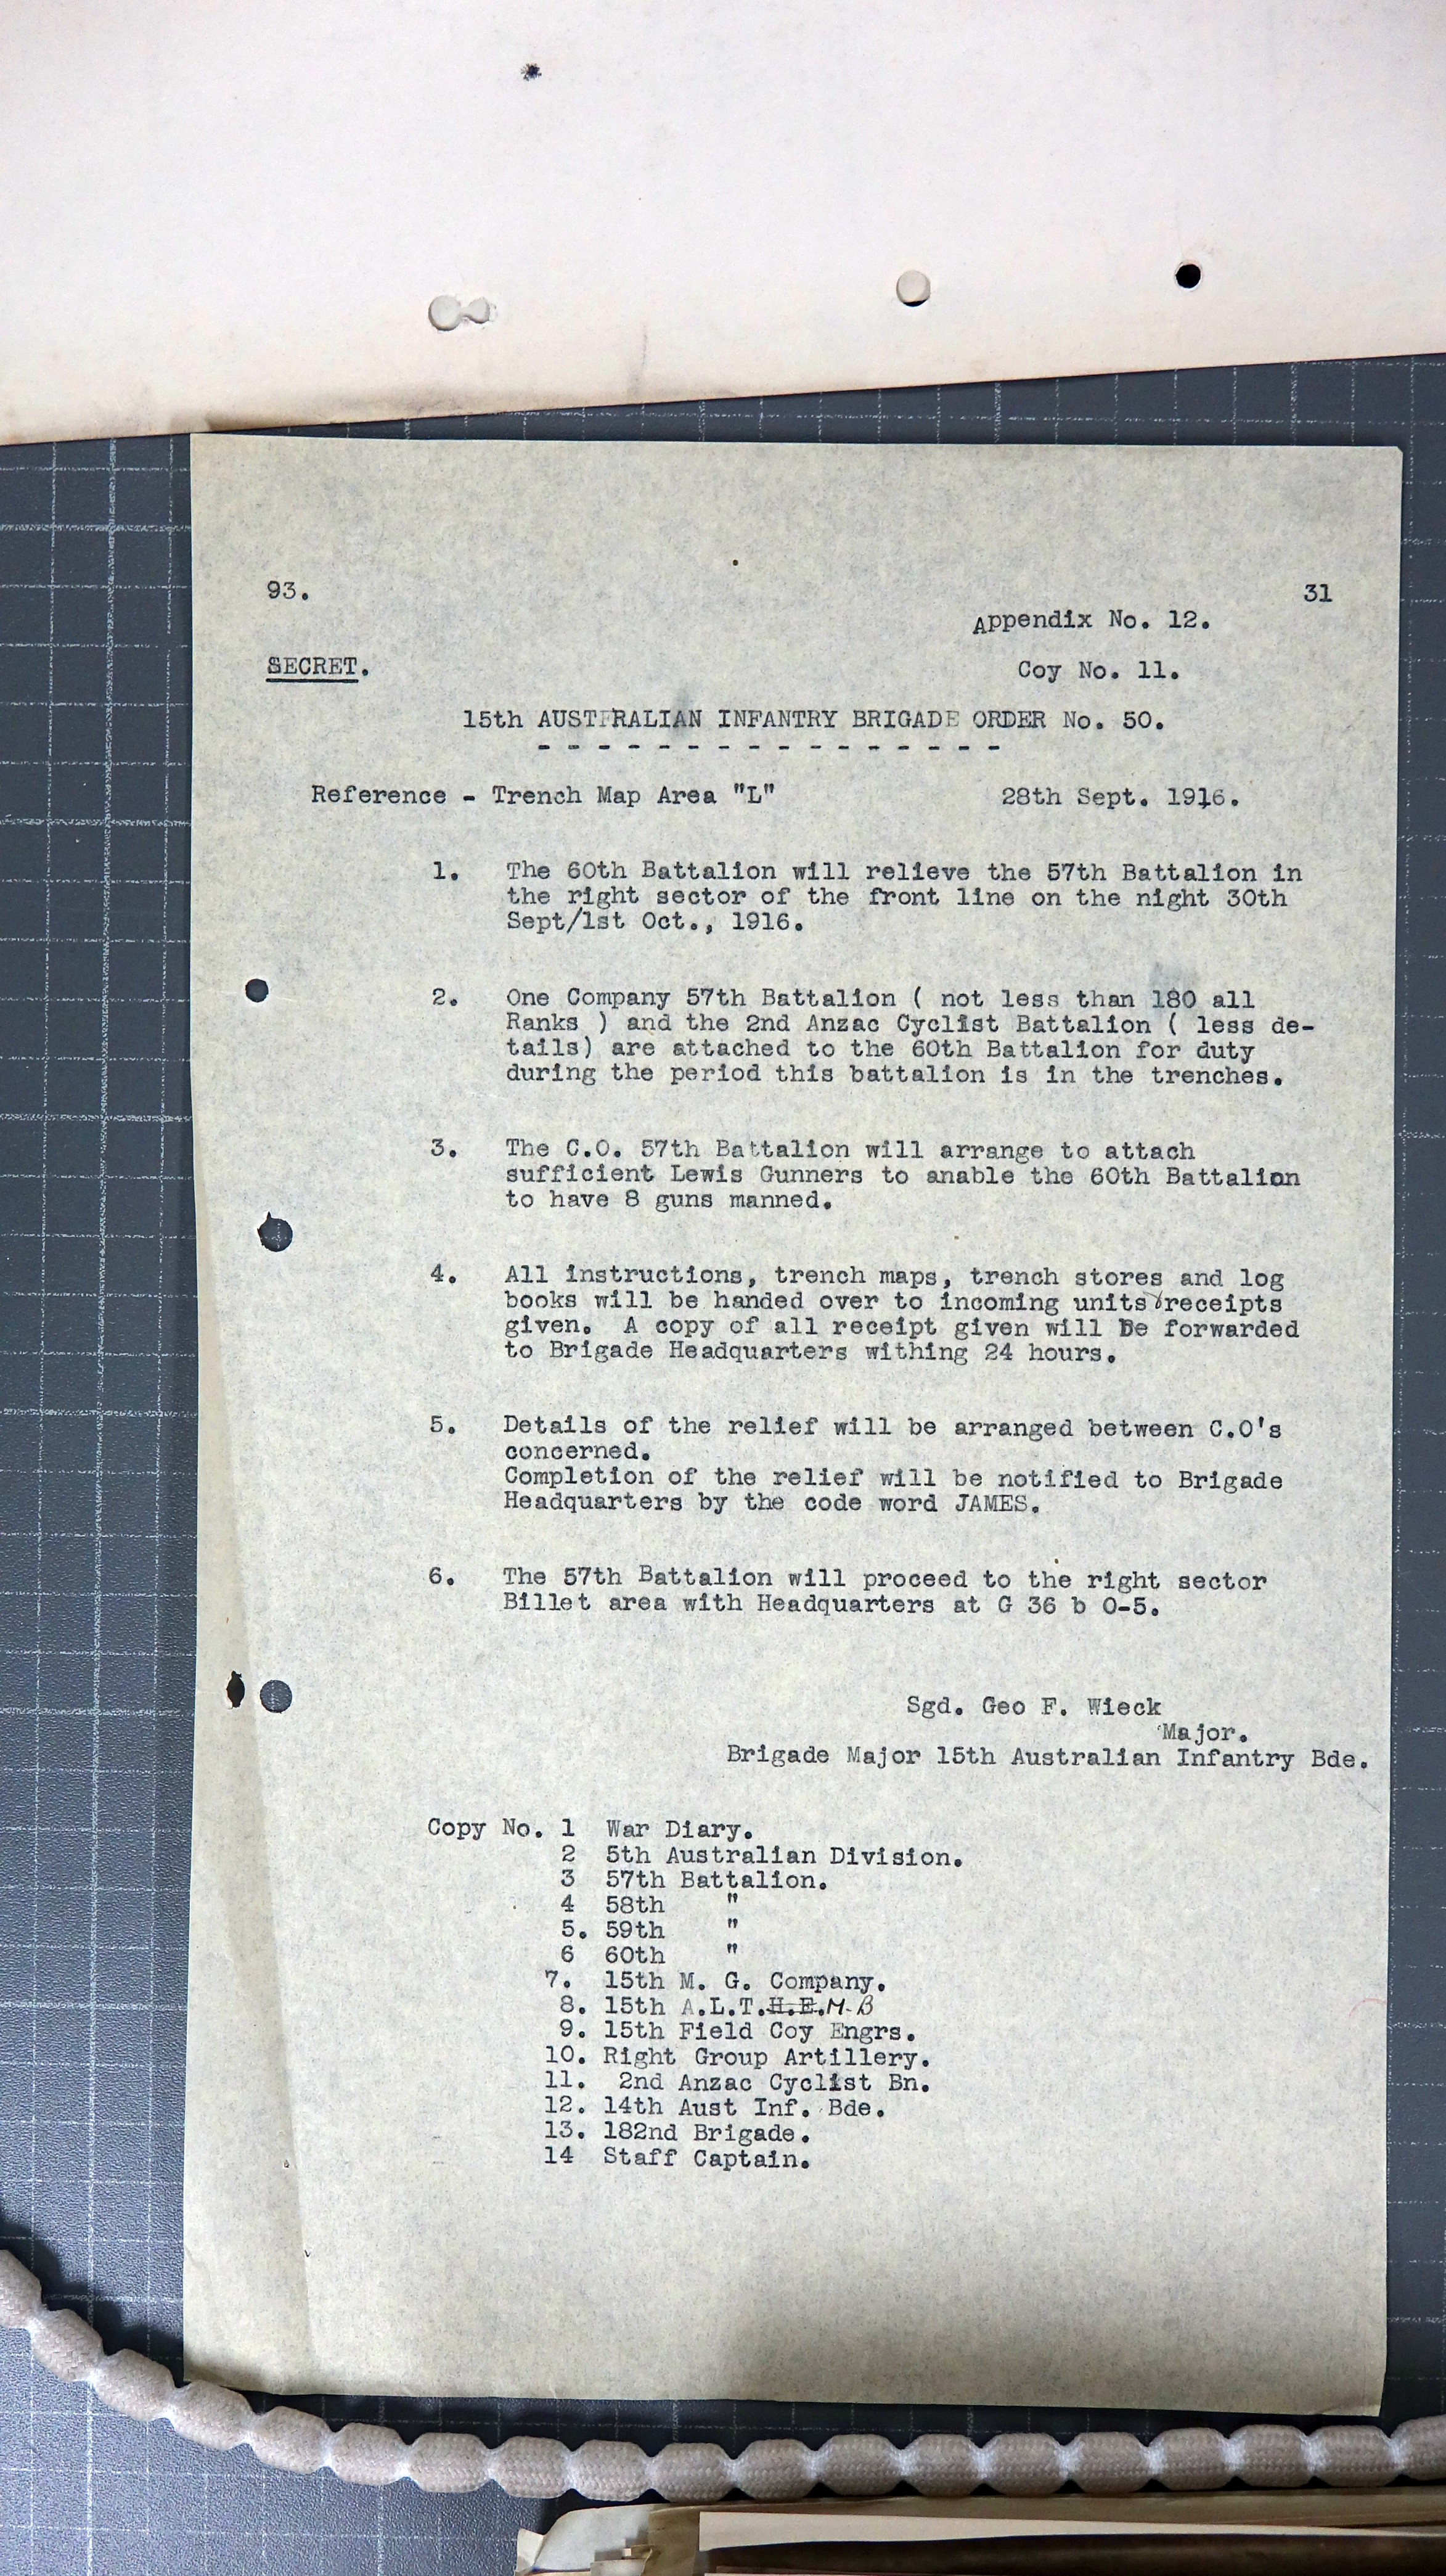 93.
31
Appendix No. 12.
SECRET.
Coy No. 11.
15th AUSTRALIAN INFANTRY BRIGADE ORDER No. 50.
- - - - - - - - - - - - - - - -
Reference - Trench Map Area "L"
28th Sept. 1916.
1. The 60th Battalion will relieve the 57th Battalion in
the right sector of the front line on the night 30th
Sept/1st Oct., 1916.
2. One Company 57th Battalion ( not less than 180 all
Ranks ) and the 2nd Anzac Cyclist Battalion ( less de-
tails) are attached to the 60th Battalion for duty
during the period this battalion is in the trenches.
3. The C.O. 57th Battalion will arrange to attach
sufficient Lewis Gunners to anable the 60th Battalion
to have 8 guns manned.
4. All instructions, trench maps, trench stores and log
books will be handed over to incoming units receipts
given. A copy of all receipt given will be forwarded
to Brigade Headquarters withing 24 hours.
5. Details of the relief will be arranged between C.O's
concerned.
Completion of the relief will be notified to Brigade
Headquarters by the code word JAMES.
6. The 57th Battalion will proceed to the right sector
Billet area with Headquarters at G 36 b 0-5.
Sgd. Geo F. Wieck
Major.
Brigade Major 15th Australian Infantry Bde.
Copy No. 1 War Diary.
2 5th Australian Division.
3 57th Battalion.
4 58th "
5. 59th "
6 60th "
7. 15th M. G. Company.
8. 15th A.L.T.H.E.M.B
9. 15th Field Coy Engrs.
10. Right Group Artillery.
11. 2nd Anzac Cyclist Bn.
12. 14th Aust Inf. Bde.
13. 182nd Brigade.
14 Staff Captain.